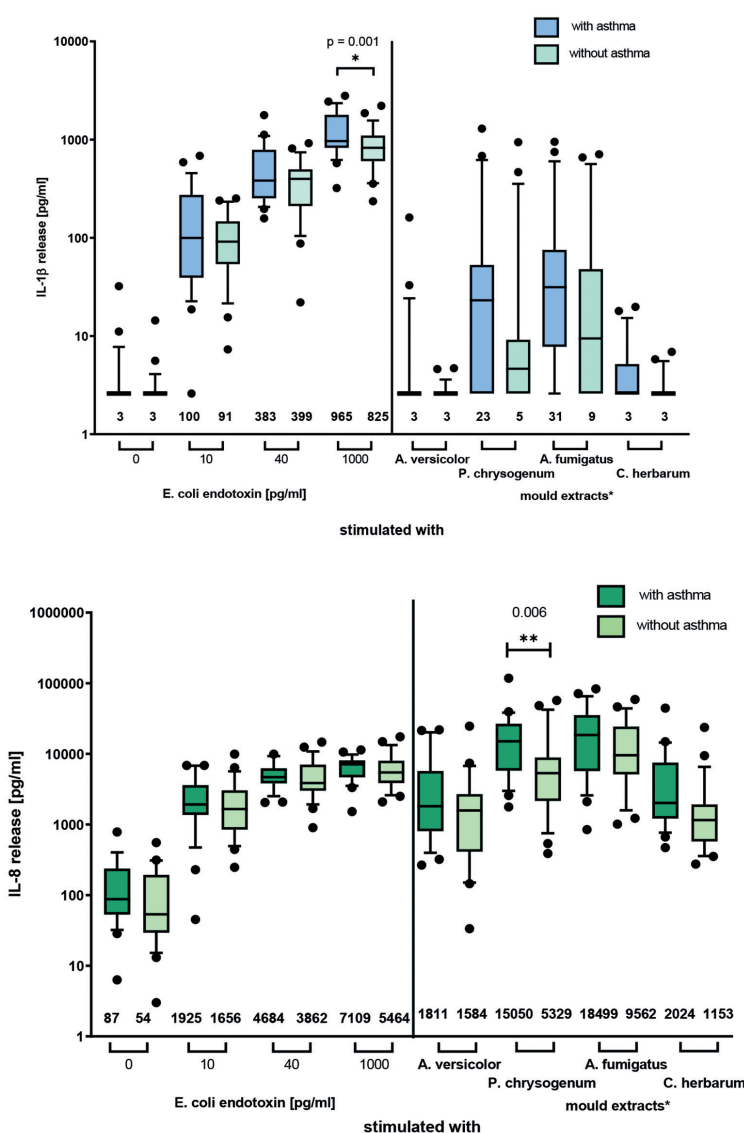 with asthma
without asthma
p = 0.001
*
10000
1000
100
10
1
IL-1β release [pg/ml]
3 3 100 91 383 399 965 825 3 3 23 5 31 9 3 3
0 10 40 1000 A. versicolor A. fumigatus
P. chrysogenum C. herbarum
E. coli endotoxin [pg/ml] mould extracts*
stimulated with
with asthma
without asthma
0.006
**
1000000
100000
10000
1000
100
10
1
IL-8 release [pg/ml]
87 54 1925 1656 4684 3862 7109 5464 1811 1584 15050 5329 18499 9562 2024 1153
0 10 40 1000 A. versicolor A. fumigatus
P. chrysogenum C. herbarum
E. coli endotoxin [pg/ml] mould extracts*
stimulated with